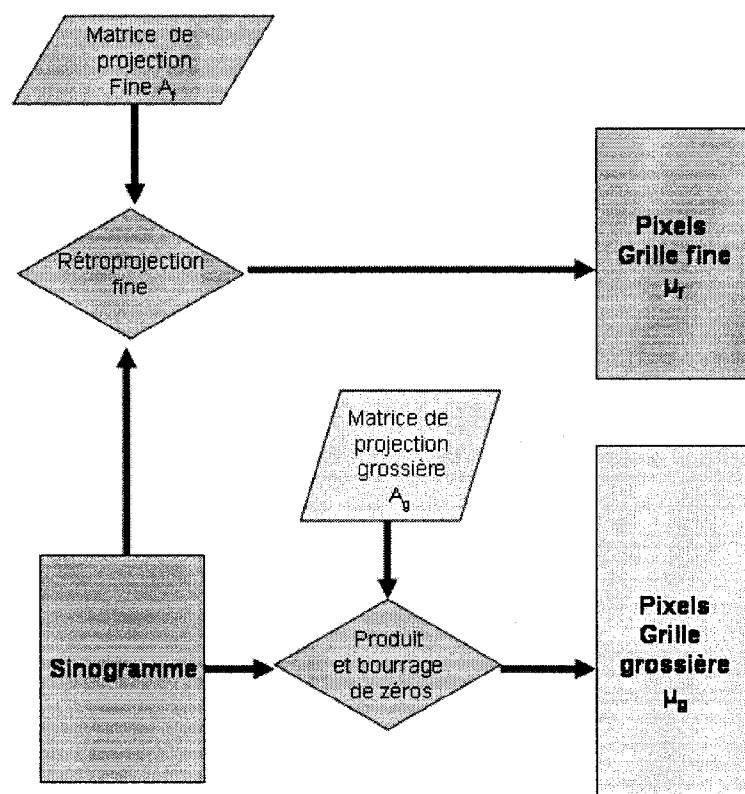 Matrice de
projection
Fine A_f
Rétroprojection
fine
Pixels
Grille fine
μ_f
Matrice de
projection
grossière
A_g
Sinogramme
Produit
et bourrage
de zéros
Pixels
Grille
grossière
μ_g